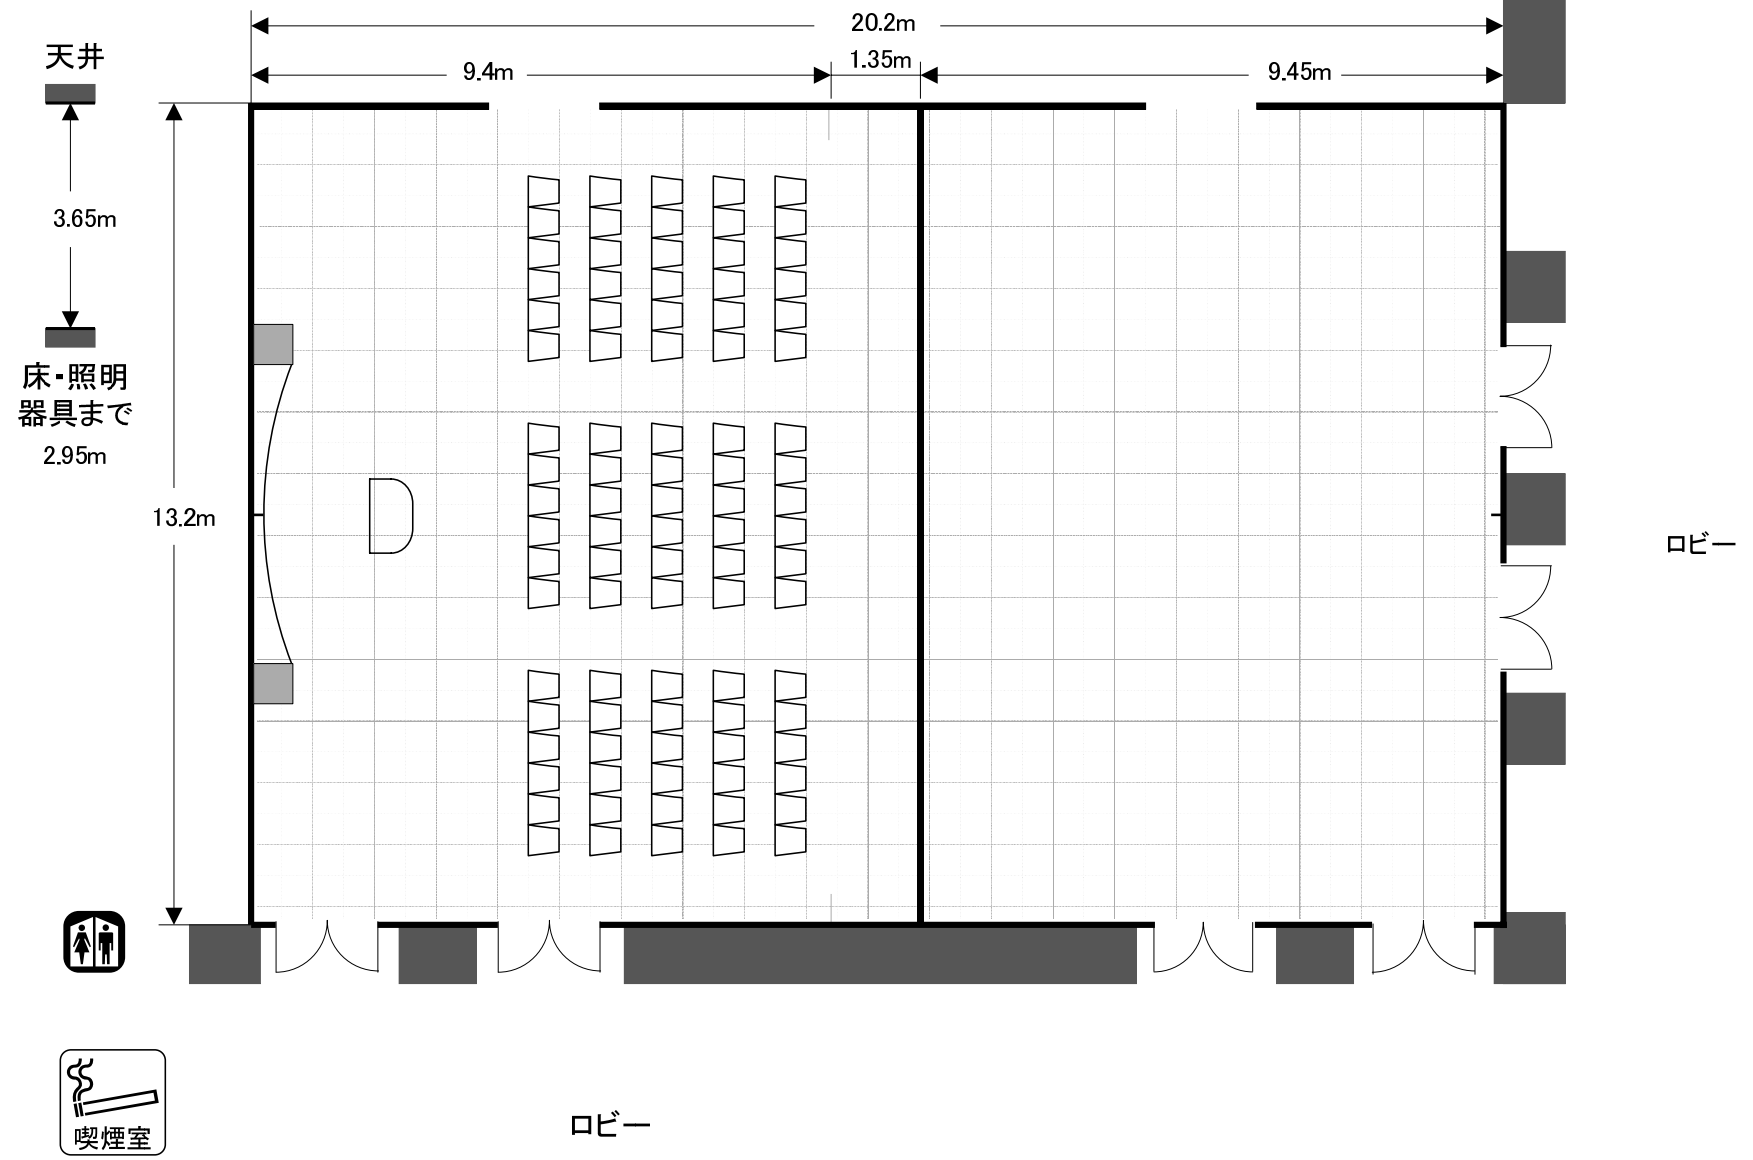 20.2m
天井
1.35m
9.4m
9.45m
3.65m
床・照明
器具まで
2.95m
13.2m
ロビー
喫煙室
ロビー